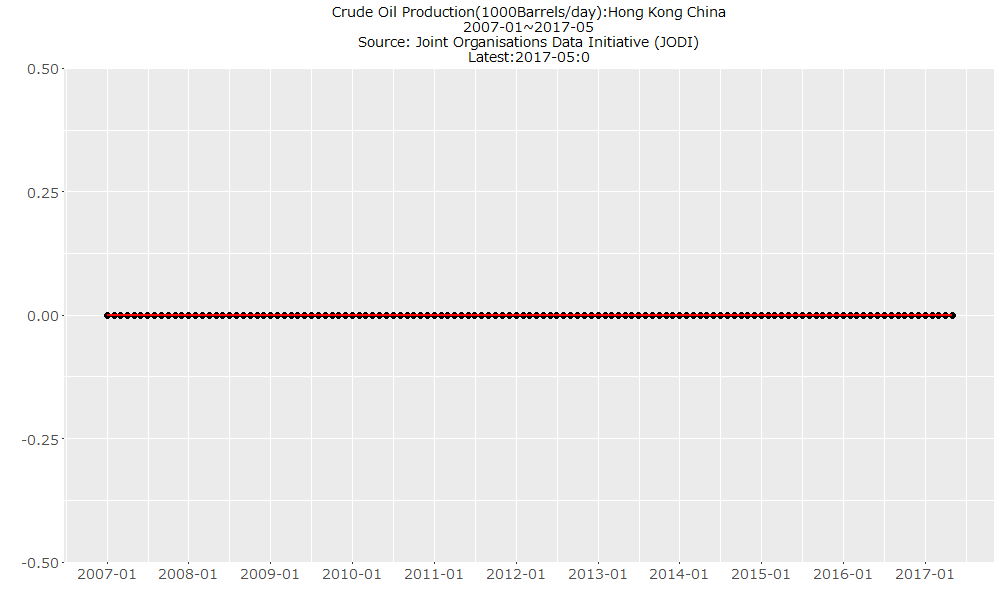 Crude Oil Production(1000Barrels/day):Hong Kong China
2007-01~2017-05
Source: Joint Organisations Data Initiative (JODI)
Latest:2017-05:0
0.50
0.25
0.00
-0.25
-0.50
2007-01 2008-01 2009-01 2010-01 2011-01 2012-01 2013-01 2014-01 2015-01 2016-01 2017-01